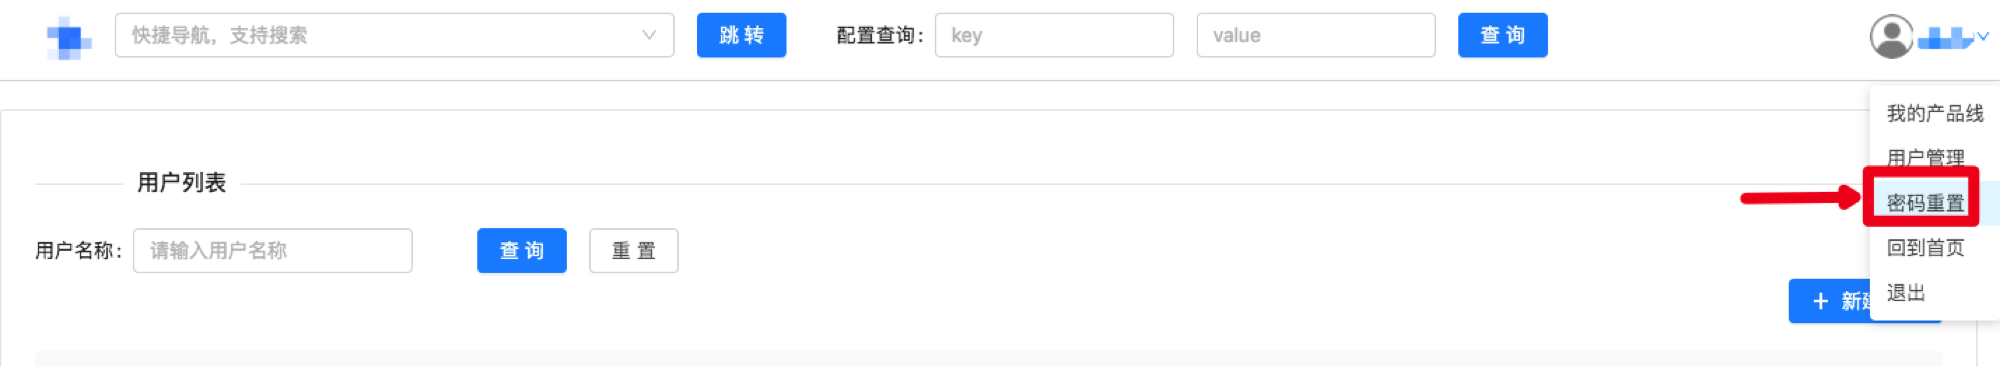 快捷导航，支持搜索 跳 转 配置查询： key value 查 询
我的产品线
用户管理
密码重置
回到首页
退出
用户列表
用户名称： 请输入用户名称 查 询 重 置
+ 新建